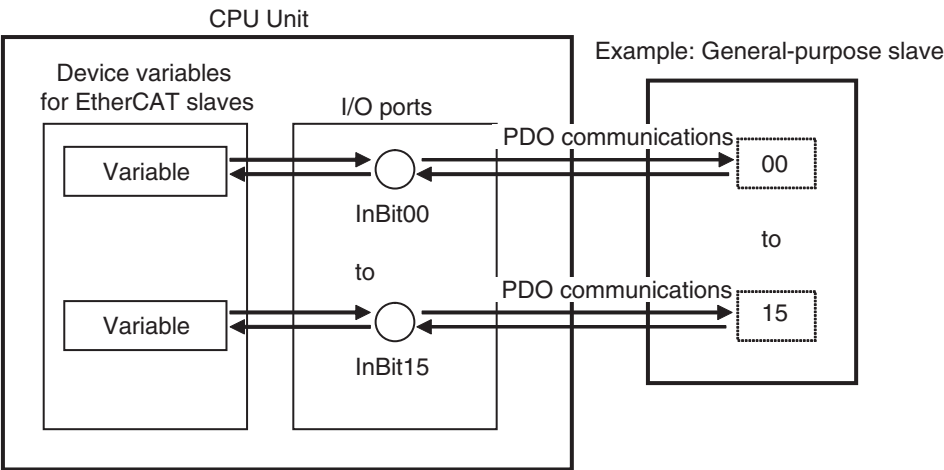 CPU Unit
Example: General-purpose slave
Device variables
for EtherCAT slaves
I/O ports
PDO communications
Variable
00
InBit00
to
to
PDO communications
Variable
15
InBit15